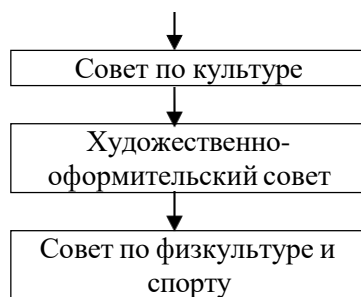 Совет по культуре
Художественно-
оформительский совет
Совет по физкультуре и
спорту